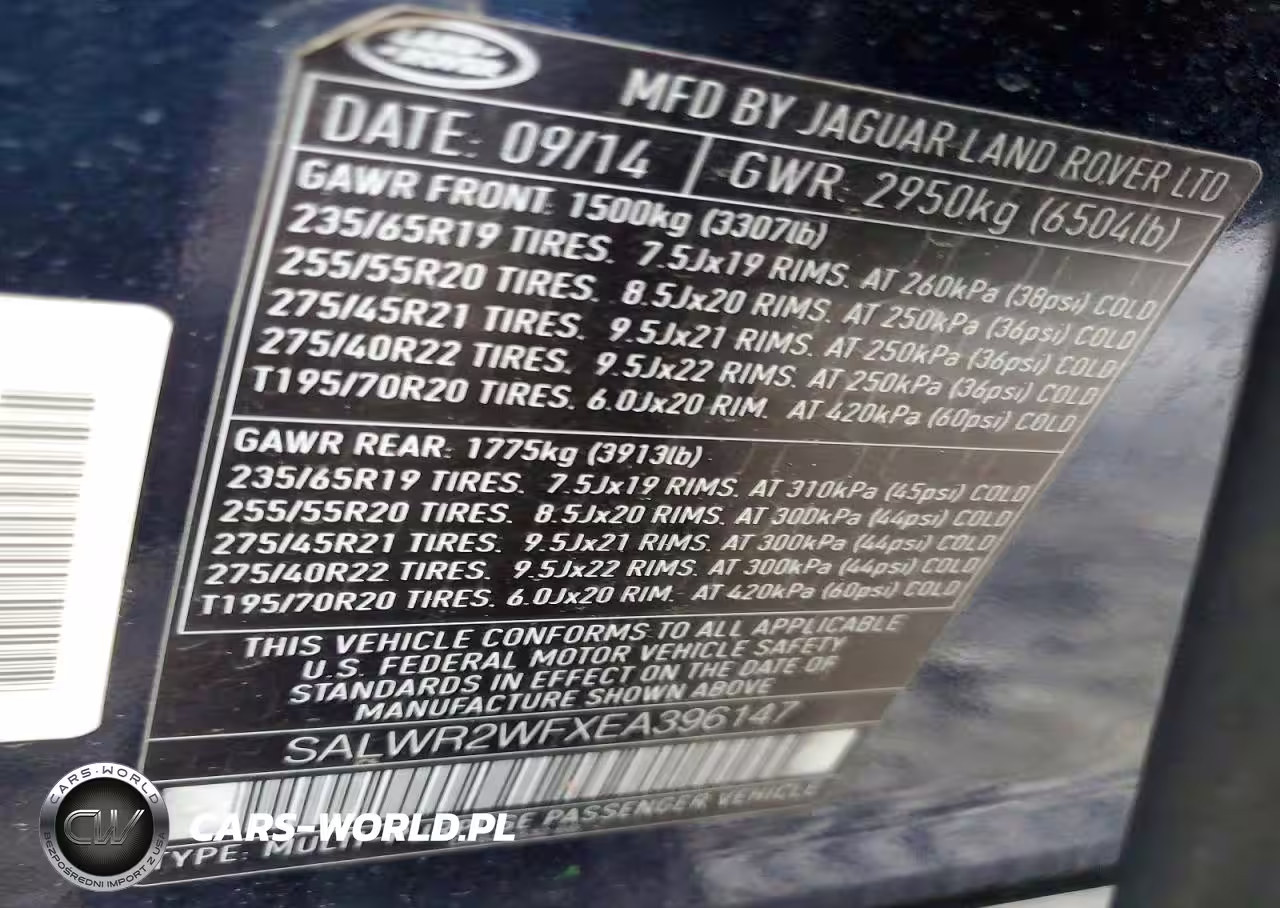 LAND
ROVER
MFD BY JAGUAR LAND ROVER LTD
DATE: 09/14 GWR. 2950kg (6504lb)
GAWR FRONT. 1500kg (3307lb)
235/65R19 TIRES. 7.5Jx19 RIMS. AT 260kPa (38psi) COLD
255/55R20 TIRES. 8.5Jx20 RIMS. AT 250kPa (36psi) COLD
275/45R21 TIRES. 9.5Jx21 RIMS. AT 250kPa (36psi) COLD
275/40R22 TIRES. 9.5Jx22 RIMS. AT 250kPa (36psi) COLD
T195/70R20 TIRES. 6.0Jx20 RIM. AT 420kPa (60psi) COLD
GAWR REAR: 1775kg (3913lb)
235/65R19 TIRES. 7.5Jx19 RIMS. AT 310kPa (45psi) COLD
255/55R20 TIRES. 8.5Jx20 RIMS. AT 300kPa (44psi) COLD
275/45R21 TIRES. 9.5Jx21 RIMS. AT 300kPa (44psi) COLD
275/40R22 TIRES. 9.5Jx22 RIMS. AT 300kPa (44psi) COLD
T195/70R20 TIRES. 6.0Jx20 RIM. AT 420kPa (60psi) COLD
THIS VEHICLE CONFORMS TO ALL APPLICABLE
U.S. FEDERAL MOTOR VEHICLE SAFETY
STANDARDS IN EFFECT ON THE DATE OF
MANUFACTURE SHOWN ABOVE
SALWR2WFXEA396147
TYPE: MULTI PASSENGER VEHICLE
CARS-WORLD
CW
BEZPOŚREDNI IMPORT Z USA
CARS-WORLD.PL